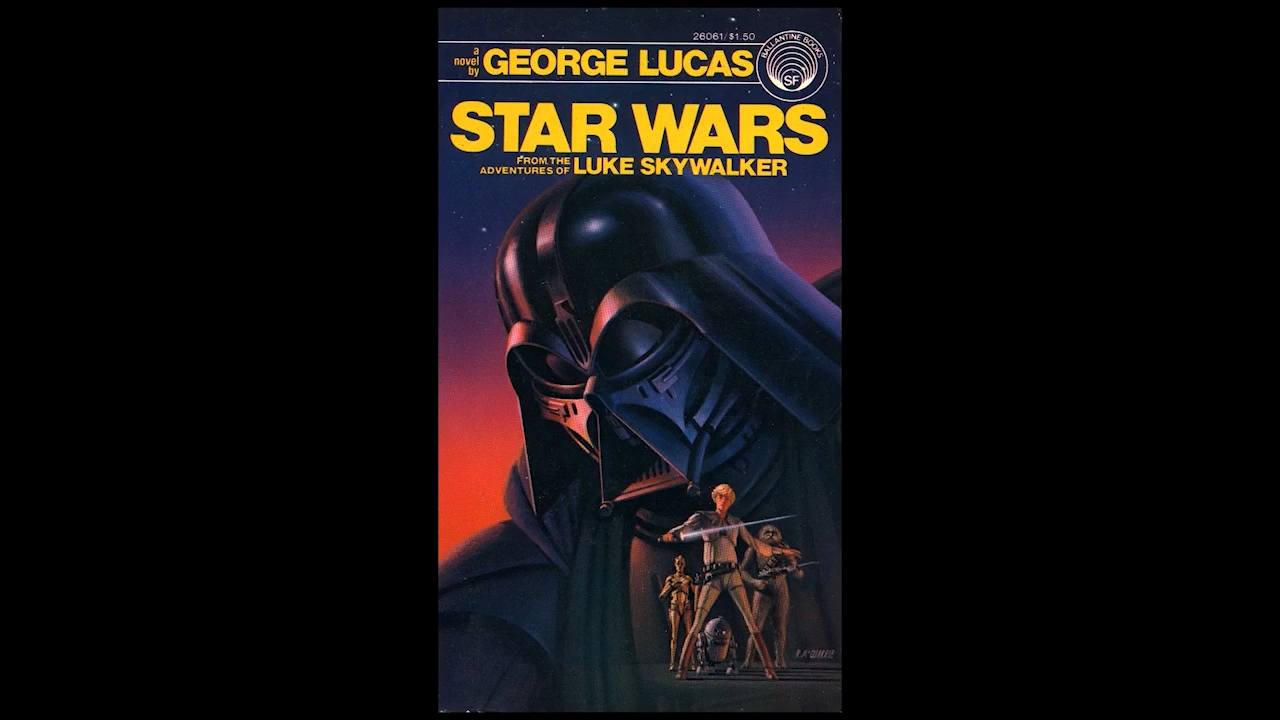 26061/$1.50
a novel by GEORGE LUCAS
BALLANTINE BOOKS
SF
STAR WARS
FROM THE ADVENTURES OF LUKE SKYWALKER